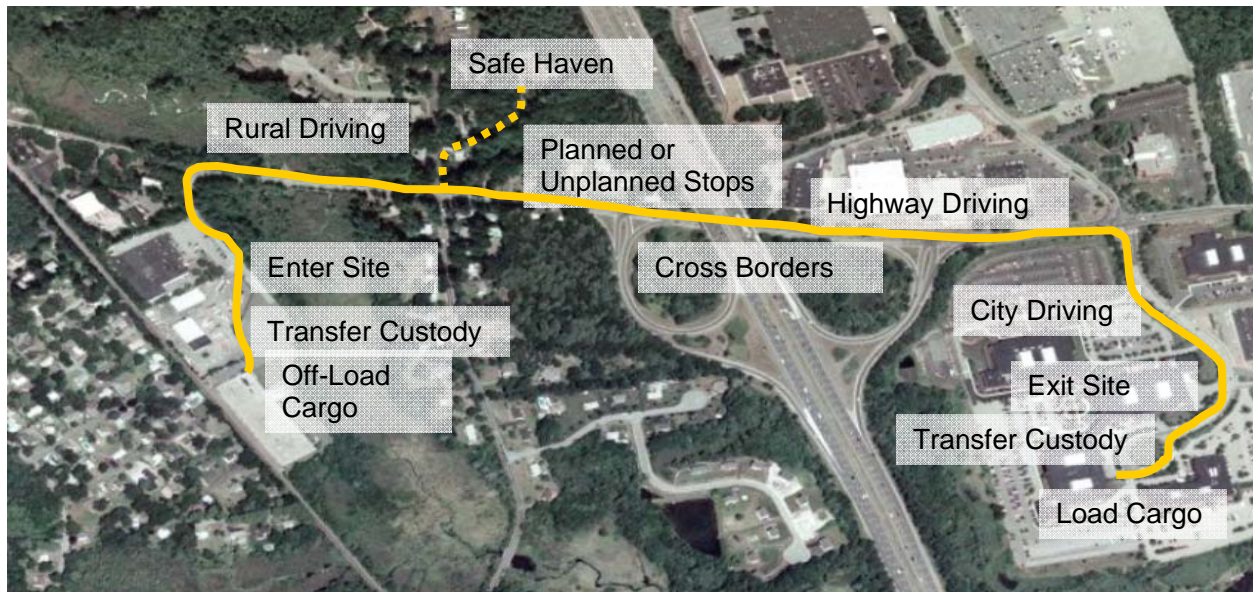 Safe Haven
Rural Driving
Planned or
Unplanned Stops
Highway Driving
Enter Site
Cross Borders
City Driving
Transfer Custody
Off-Load
Cargo
Exit Site
Transfer Custody
Load Cargo